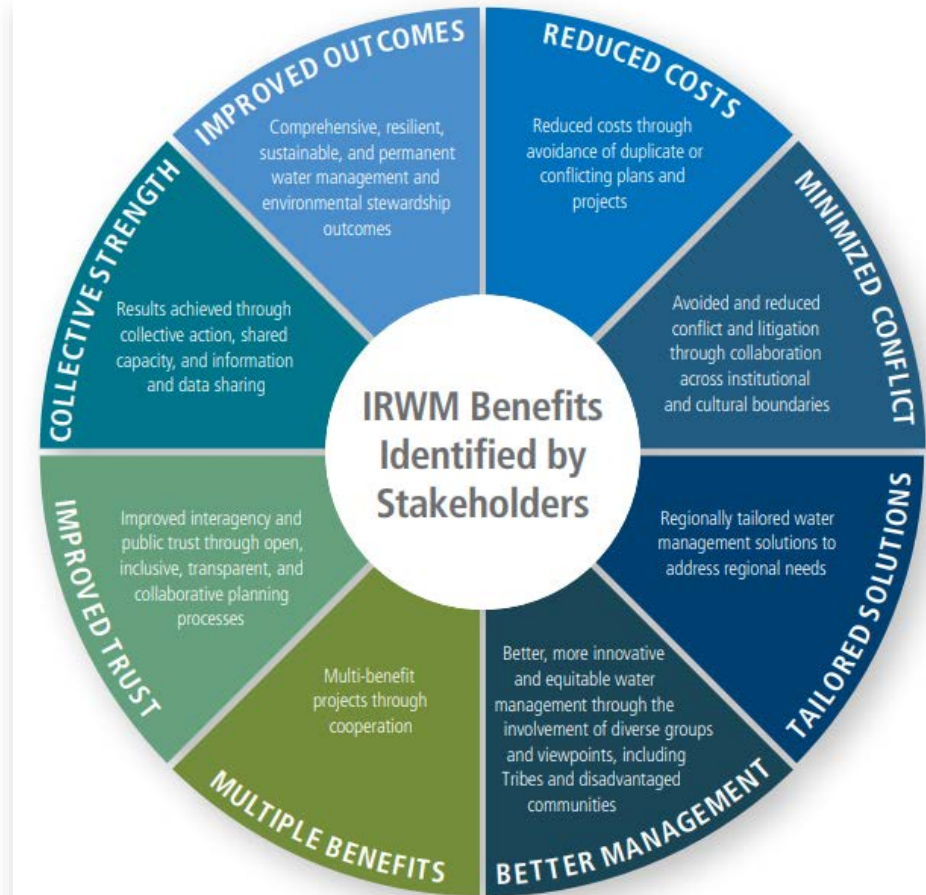 IRWM Benefits
Identified by
Stakeholders
REDUCED COSTS
Reduced costs through
avoidance of duplicate or
conflicting plans and
projects
MINIMIZED CONFLICT
Avoided and reduced
conflict and litigation
through collaboration
across institutional
and cultural boundaries
TAILORED SOLUTIONS
Regionally tailored water
management solutions to
address regional needs
BETTER MANAGEMENT
Better, more innovative
and equitable water
management through the
involvement of diverse groups
and viewpoints, including
Tribes and disadvantaged
communities
MULTIPLE BENEFITS
Multi-benefit
projects through
cooperation
IMPROVED TRUST
Improved interagency and
public trust through open,
inclusive, transparent, and
collaborative planning
processes
COLLECTIVE STRENGTH
Results achieved through
collective action, shared
capacity, and information
and data sharing
IMPROVED OUTCOMES
Comprehensive, resilient,
sustainable, and permanent
water management and
environmental stewardship
outcomes